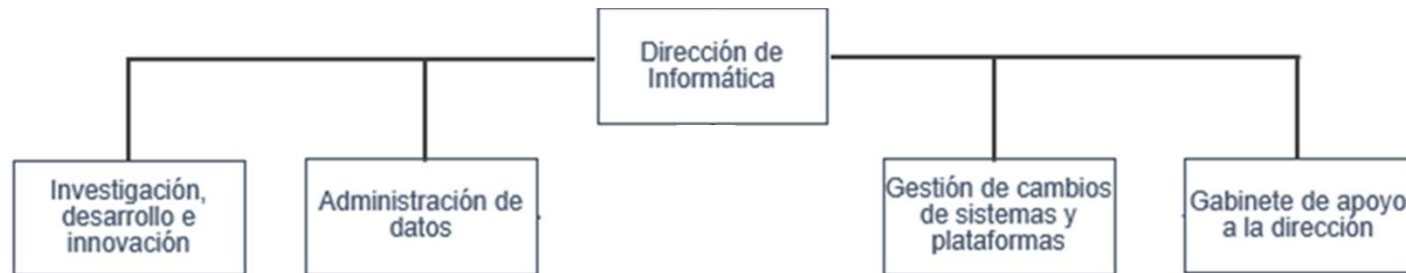 Dirección de
Informática
Investigación,
desarrollo e
innovación
Administración de
datos
Gestión de cambios
de sistemas y
plataformas
Gabinete de apoyo
a la dirección